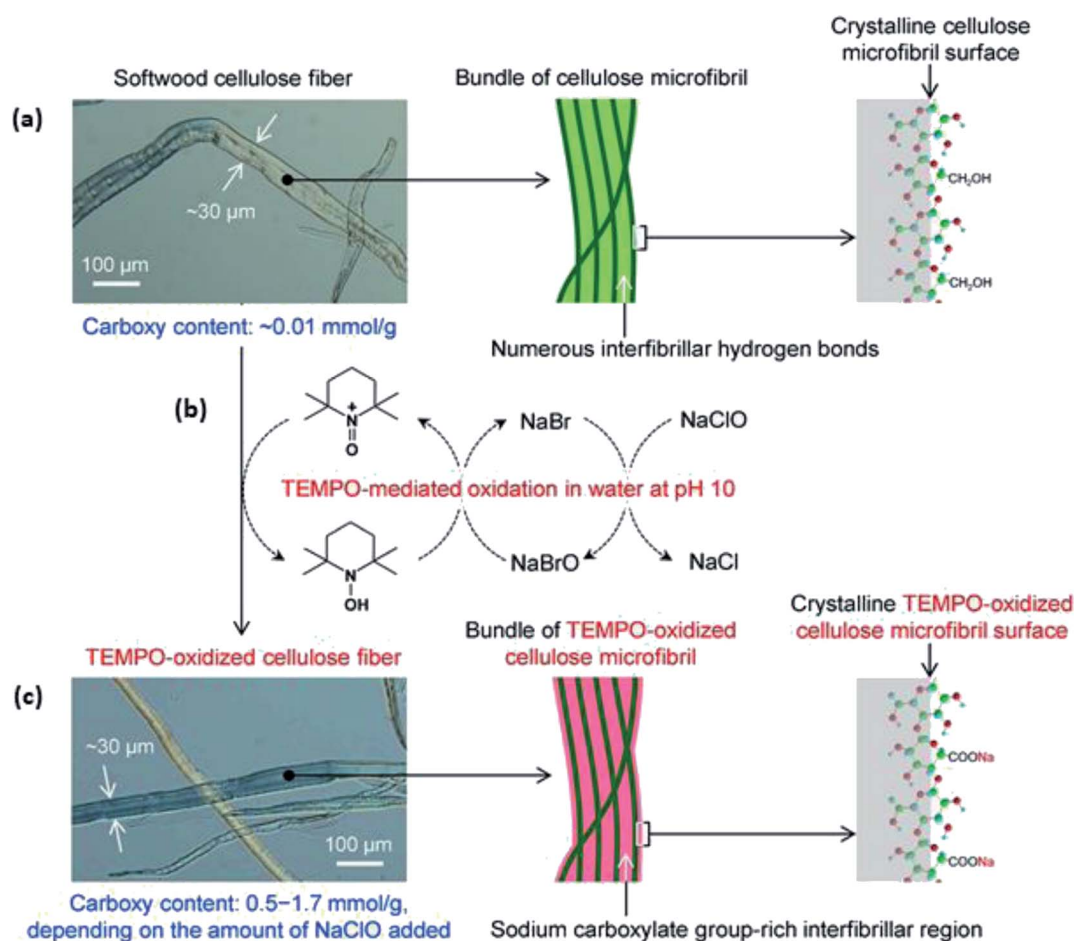 Crystalline cellulose
microfibril surface
Softwood cellulose fiber
Bundle of cellulose microfibril
(a)
~30 µm
100 µm
CH₂OH
CH₂OH
Carboxy content: ~0.01 mmol/g
Numerous interfibrillar hydrogen bonds
(b)
N
+
O
NaBr
NaClO
TEMPO-mediated oxidation in water at pH 10
N
OH
NaBrO
NaCl
TEMPO-oxidized cellulose fiber
Bundle of TEMPO-oxidized
cellulose microfibril
Crystalline TEMPO-oxidized
cellulose microfibril surface
(c)
~30 µm
100 µm
COONa
COONa
Carboxy content: 0.5−1.7 mmol/g,
depending on the amount of NaClO added
Sodium carboxylate group-rich interfibrillar region